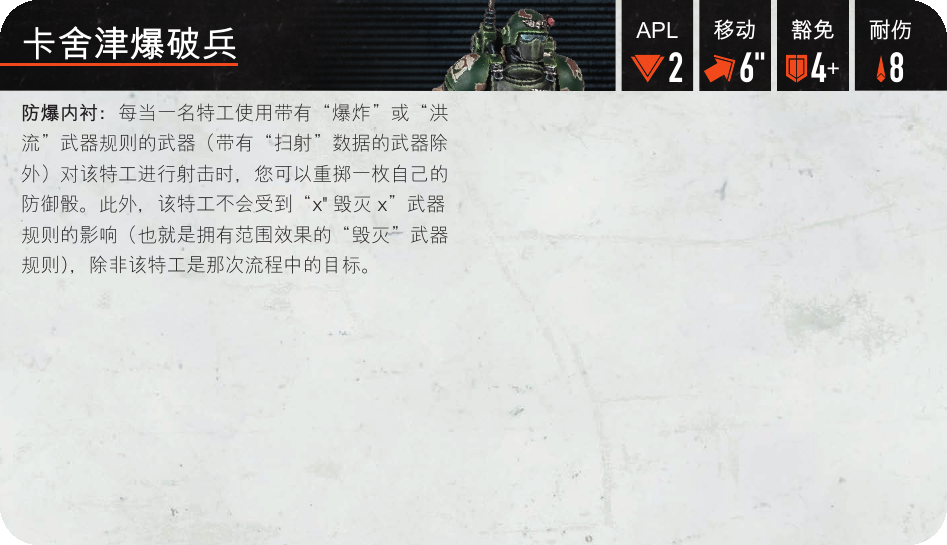 卡舍津爆破兵
APL 移动 豁免 耐伤
2 6" 4+ 8
防爆内衬：每当一名特工使用带有“爆炸”或“洪
流”武器规则的武器（带有“扫射”数据的武器除
外）对该特工进行射击时，您可以重掷一枚自己的
防御骰。此外，该特工不会受到“x" 毁灭 x”武器
规则的影响（也就是拥有范围效果的“毁灭”武器
规则），除非该特工是那次流程中的目标。